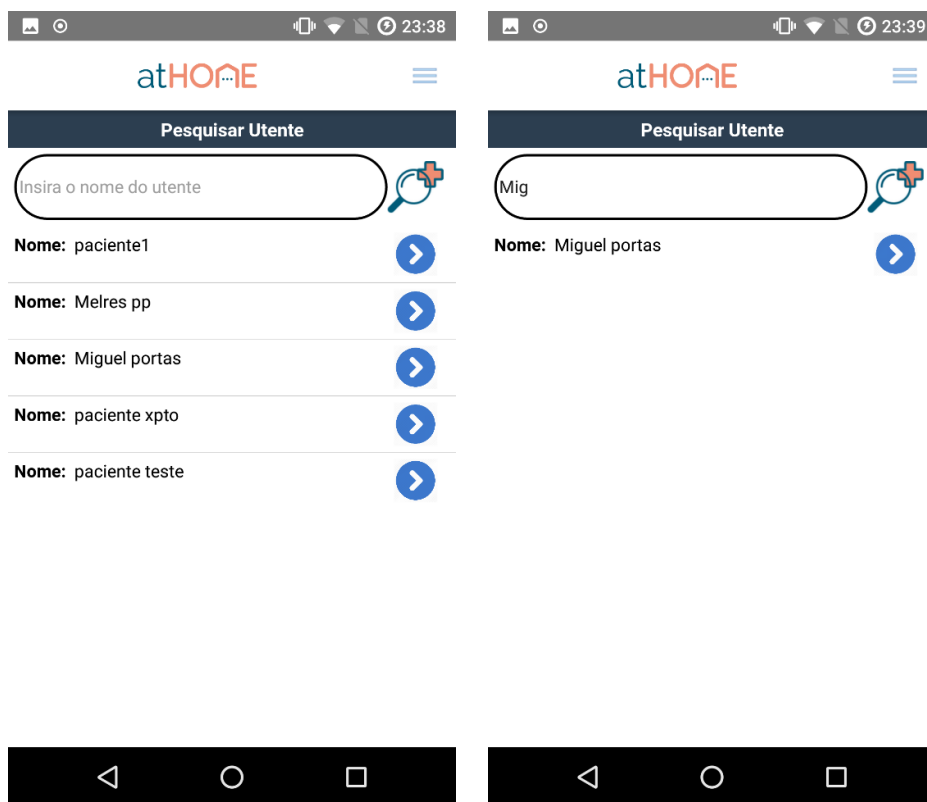 23:38
atHOME
Pesquisar Utente
Insira o nome do utente
Nome: paciente1
Nome: Melres pp
Nome: Miguel portas
Nome: paciente xpto
Nome: paciente teste
23:39
atHOME
Pesquisar Utente
Mig
Nome: Miguel portas